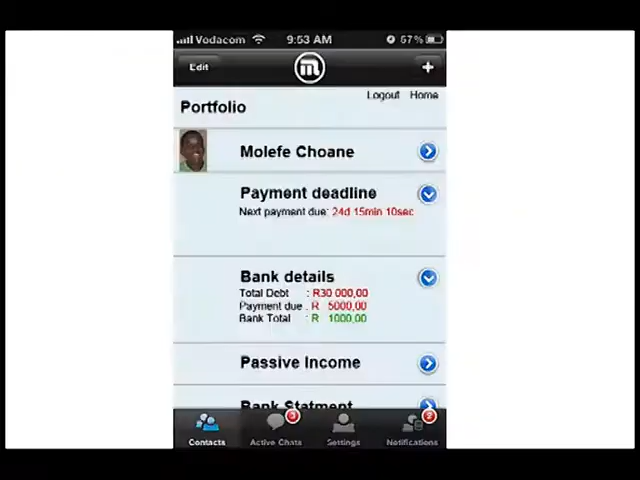 Vodacom 9:53 AM 57%
Edit m +
Logout Home
Portfolio
Molefe Choane
Payment deadline
Next payment due: 24d 15min 10sec
Bank details
Total Debt : R30 000,00
Payment due : R 5000,00
Bank Total : R 1000,00
Passive Income
Bank Statment
3 2
Contacts Active Chats Settings Notifications